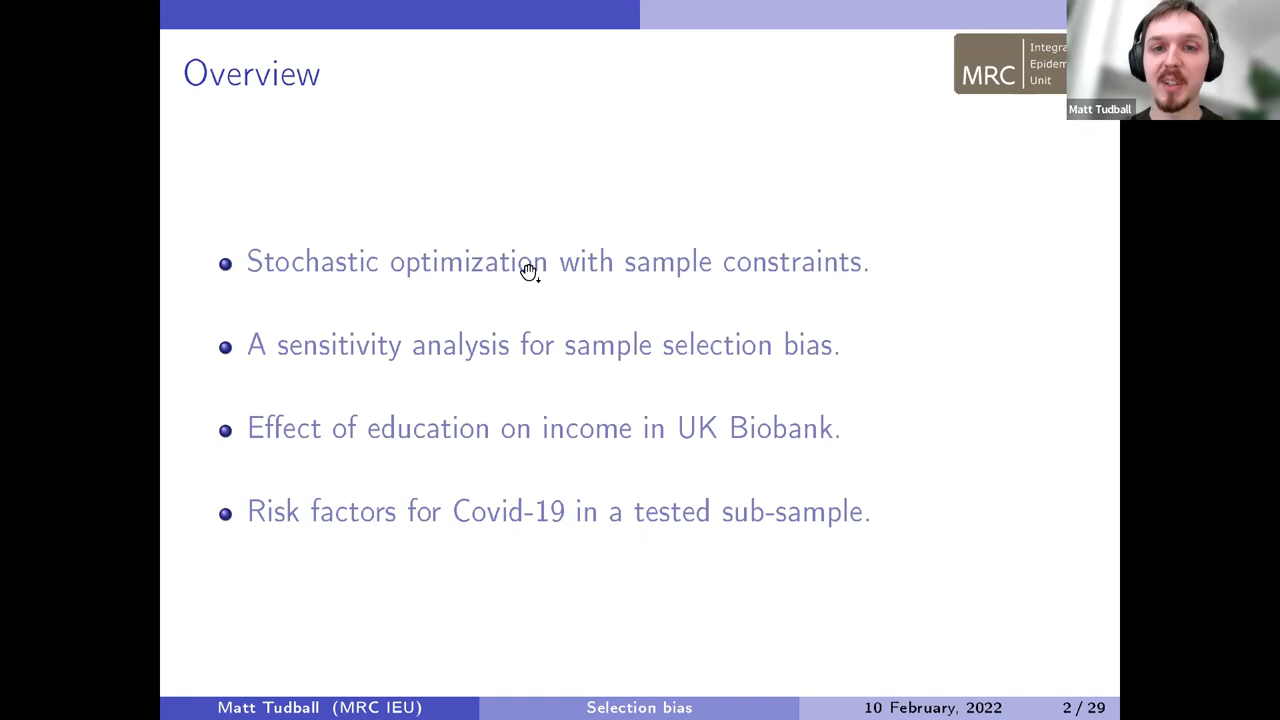 Overview
MRC
Unit
Matt Tudball
Stochastic optimization with sample constraints.
A sensitivity analysis for sample selection bias.
Effect of education on income in UK Biobank.
Risk factors for Covid-19 in a tested sub-sample.
Matt Tudball (MRC IEU)
Selection bias
10 February, 2022
2 / 29